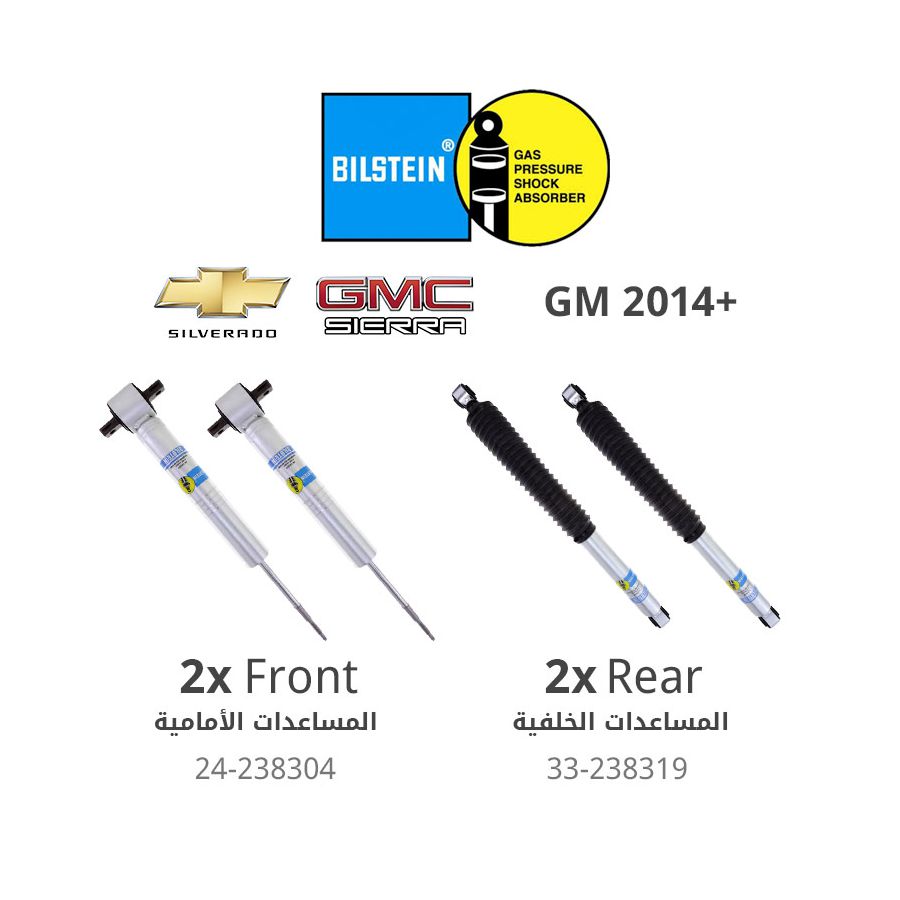 BILSTEIN®
GAS
PRESSURE
SHOCK
ABSORBER
SILVERADO
GMC
SIERRA
GM 2014+
2x Front
المساعدات الأمامية
24-238304
2x Rear
المساعدات الخلفية
33-238319